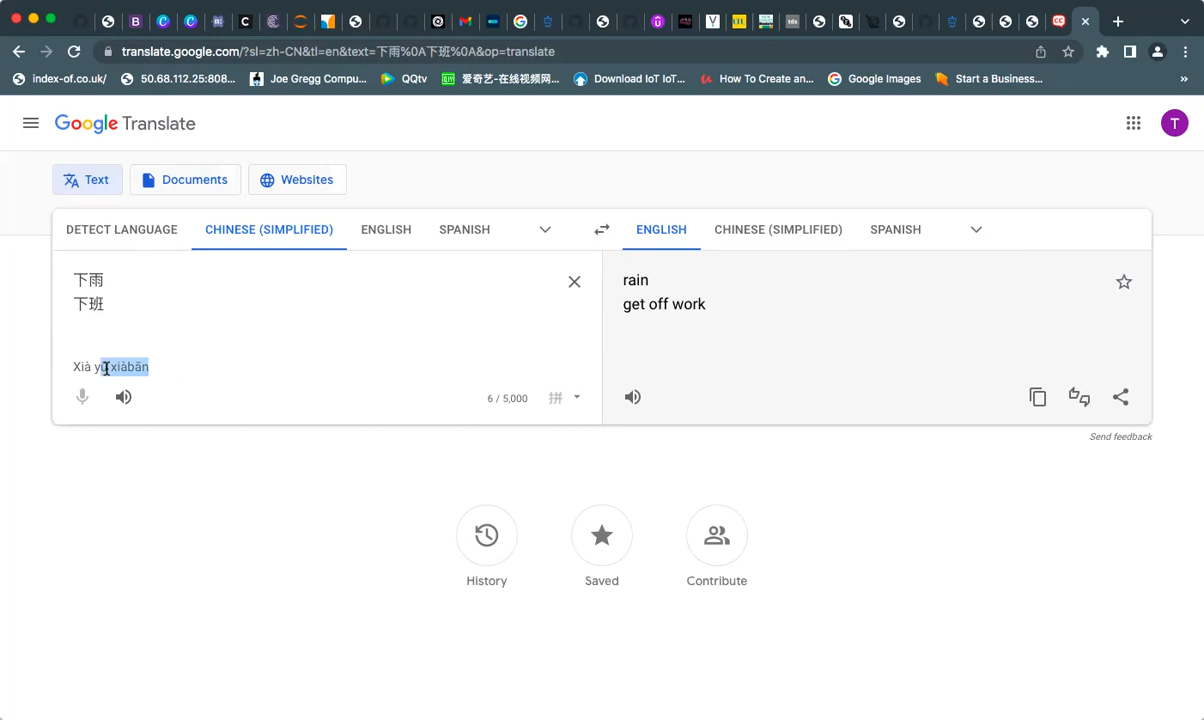 translate.google.com/?sl=zh-CN&tl=en&text=下雨%0A下班%0A&op=translate
index-of.co.uk/ 50.68.112.25:808... Joe Gregg Compu... QQtv 爱奇艺-在线视频网... Download IoT IoT... How To Create an... Google Images Start a Business... »
Google Translate T
Text Documents Websites
DETECT LANGUAGE CHINESE (SIMPLIFIED) ENGLISH SPANISH ENGLISH CHINESE (SIMPLIFIED) SPANISH
下雨 rain
下班 get off work
Xià yǔ xiàbān
6 / 5,000 拼
Send feedback
History Saved Contribute